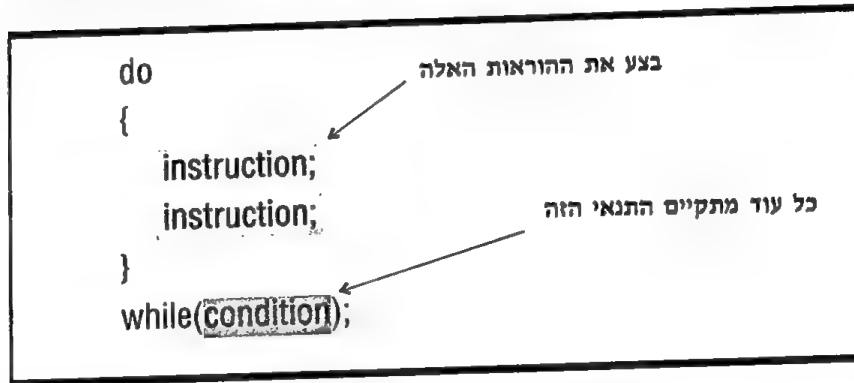 do
בצע את ההוראות האלה
{
instruction;
instruction;
כל עוד מתקיים התנאי הזה
}
while(condition);